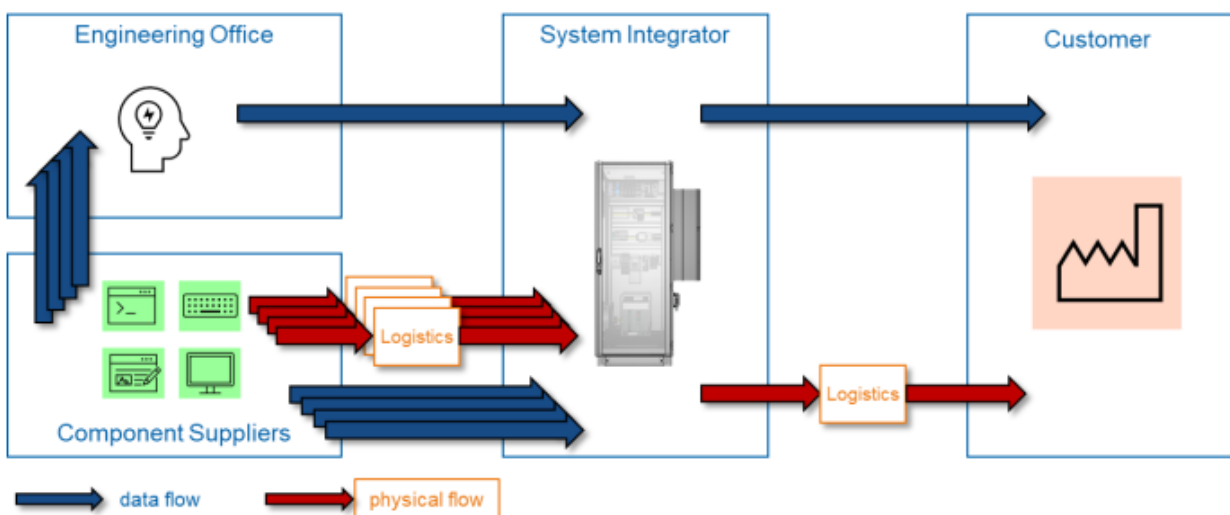 Engineering Office
System Integrator
Customer
Logistics
Logistics
Component Suppliers
data flow
physical flow